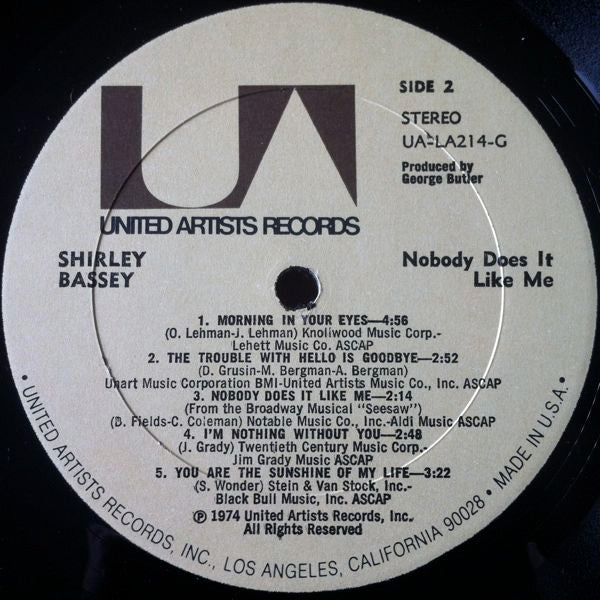 UA
SIDE 2
STEREO
UA-LA214-G
Produced by
George Butler
UNITED ARTISTS RECORDS
SHIRLEY
BASSEY
Nobody Does It
Like Me
1. MORNING IN YOUR EYES—4:56
(O. Lehman-J. Lehman) Knollwood Music Corp.-
Lehett Music Co. ASCAP
2. THE TROUBLE WITH HELLO IS GOODBYE—2:52
(D. Grusin-M. Bergman-A. Bergman)
Unart Music Corporation BMI-United Artists Music Co., Inc. ASCAP
3. NOBODY DOES IT LIKE ME—2:14
(From the Broadway Musical "Seesaw")
(D. Fields-C. Coleman) Notable Music Co., Inc.-Aldi Music ASCAP
4. I'M NOTHING WITHOUT YOU—2:48
(J. Grady) Twentieth Century Music Corp.-
Jim Grady Music ASCAP
5. YOU ARE THE SUNSHINE OF MY LIFE—3:22
(S. Wonder) Stein & Van Stock, Inc.-
Black Bull Music, Inc. ASCAP
℗ 1974 United Artists Records, Inc.
All Rights Reserved
• UNITED ARTISTS RECORDS, INC., LOS ANGELES, CALIFORNIA 90028 • MADE IN U.S.A. •